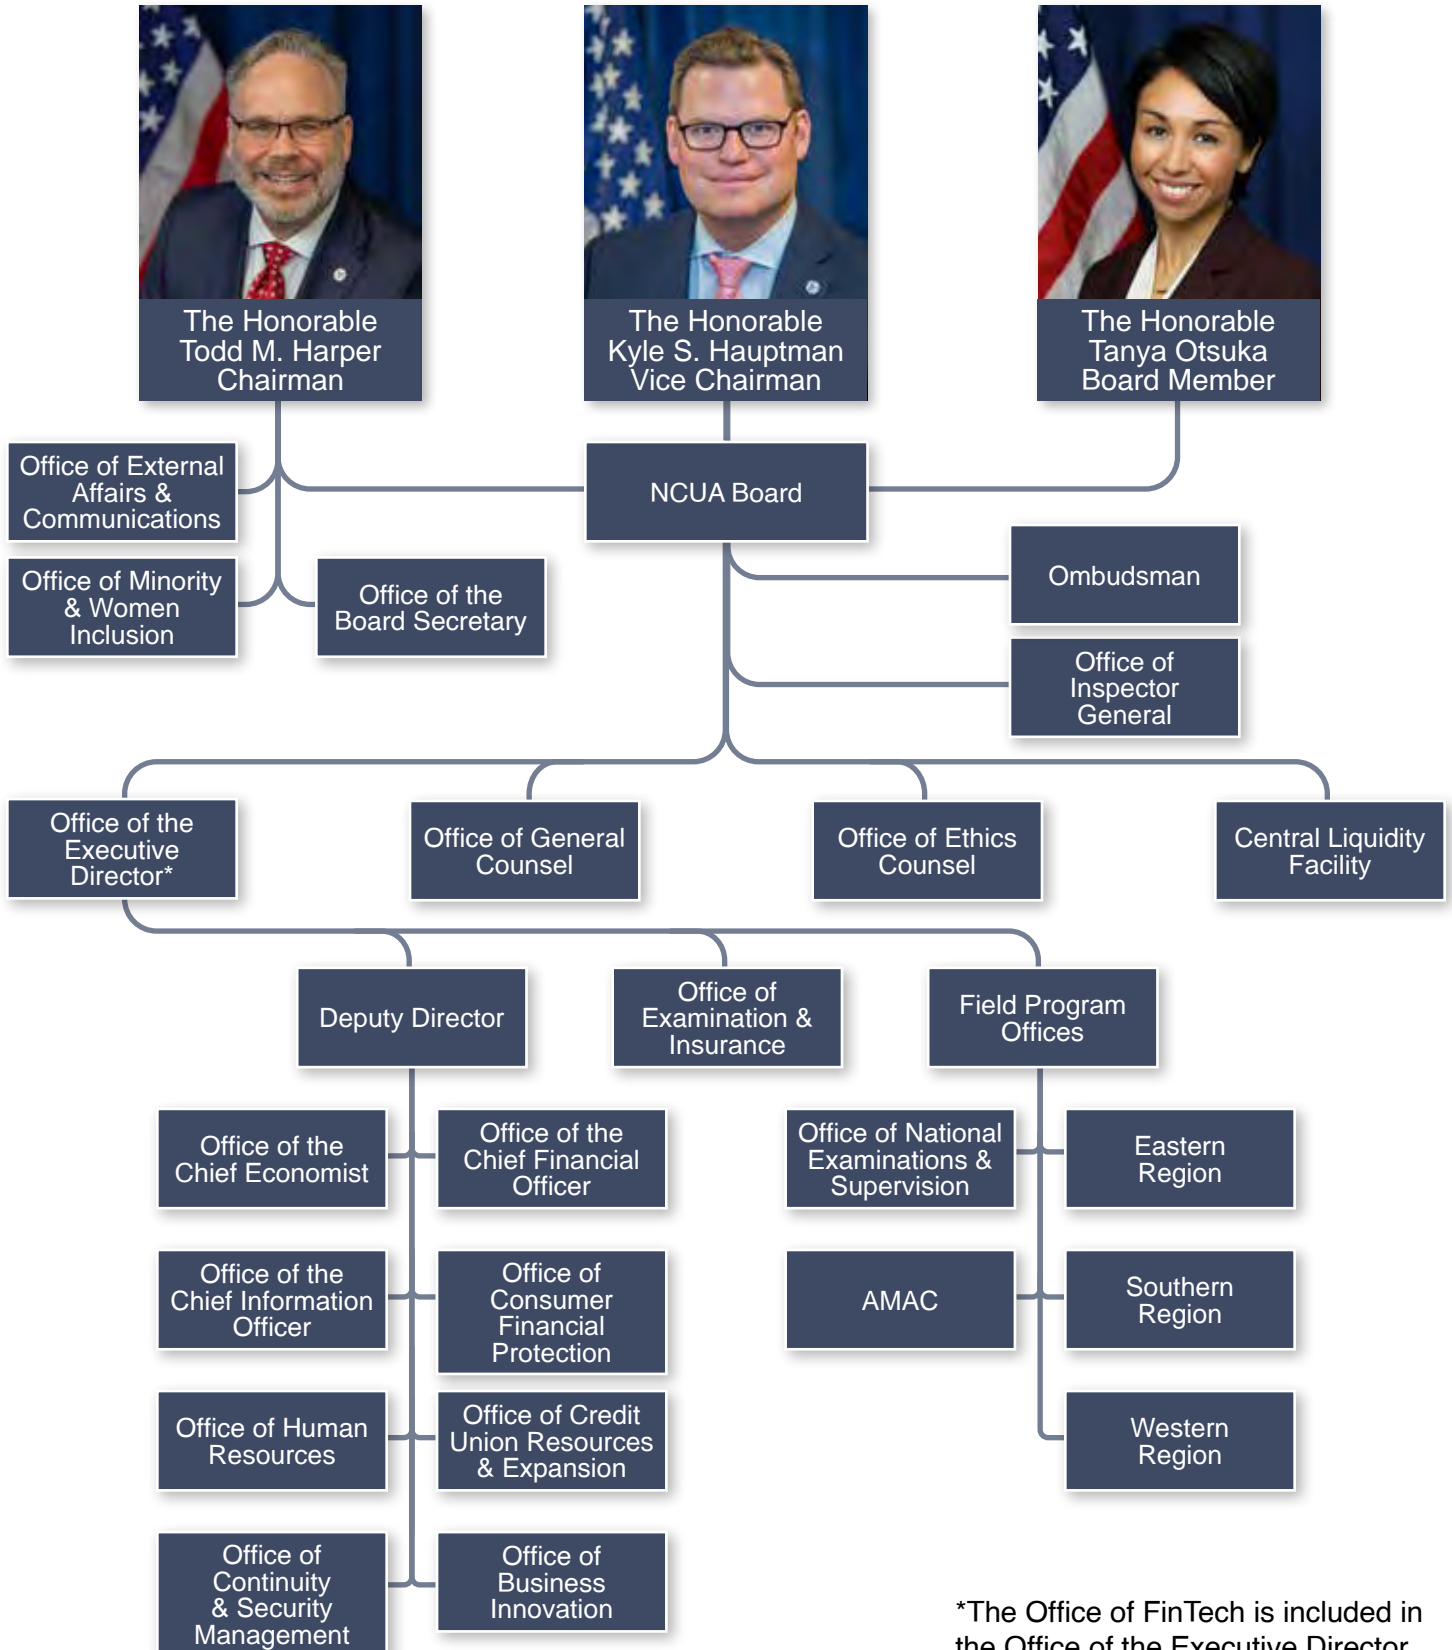 The Honorable
Todd M. Harper
Chairman
The Honorable
Kyle S. Hauptman
Vice Chairman
The Honorable
Tanya Otsuka
Board Member
Office of External
Affairs &
Communications
NCUA Board
Office of Minority
& Women
Inclusion
Office of the
Board Secretary
Ombudsman
Office of
Inspector
General
Office of the
Executive
Director*
Office of General
Counsel
Office of Ethics
Counsel
Central Liquidity
Facility
Deputy Director
Office of
Examination &
Insurance
Field Program
Offices
Office of the
Chief Economist
Office of the
Chief Financial
Officer
Office of National
Examinations &
Supervision
Eastern
Region
Office of the
Chief Information
Officer
Office of
Consumer
Financial
Protection
AMAC
Southern
Region
Office of Human
Resources
Office of Credit
Union Resources
& Expansion
Western
Region
Office of
Continuity
& Security
Management
Office of
Business
Innovation
*The Office of FinTech is included in
the Office of the Executive Director